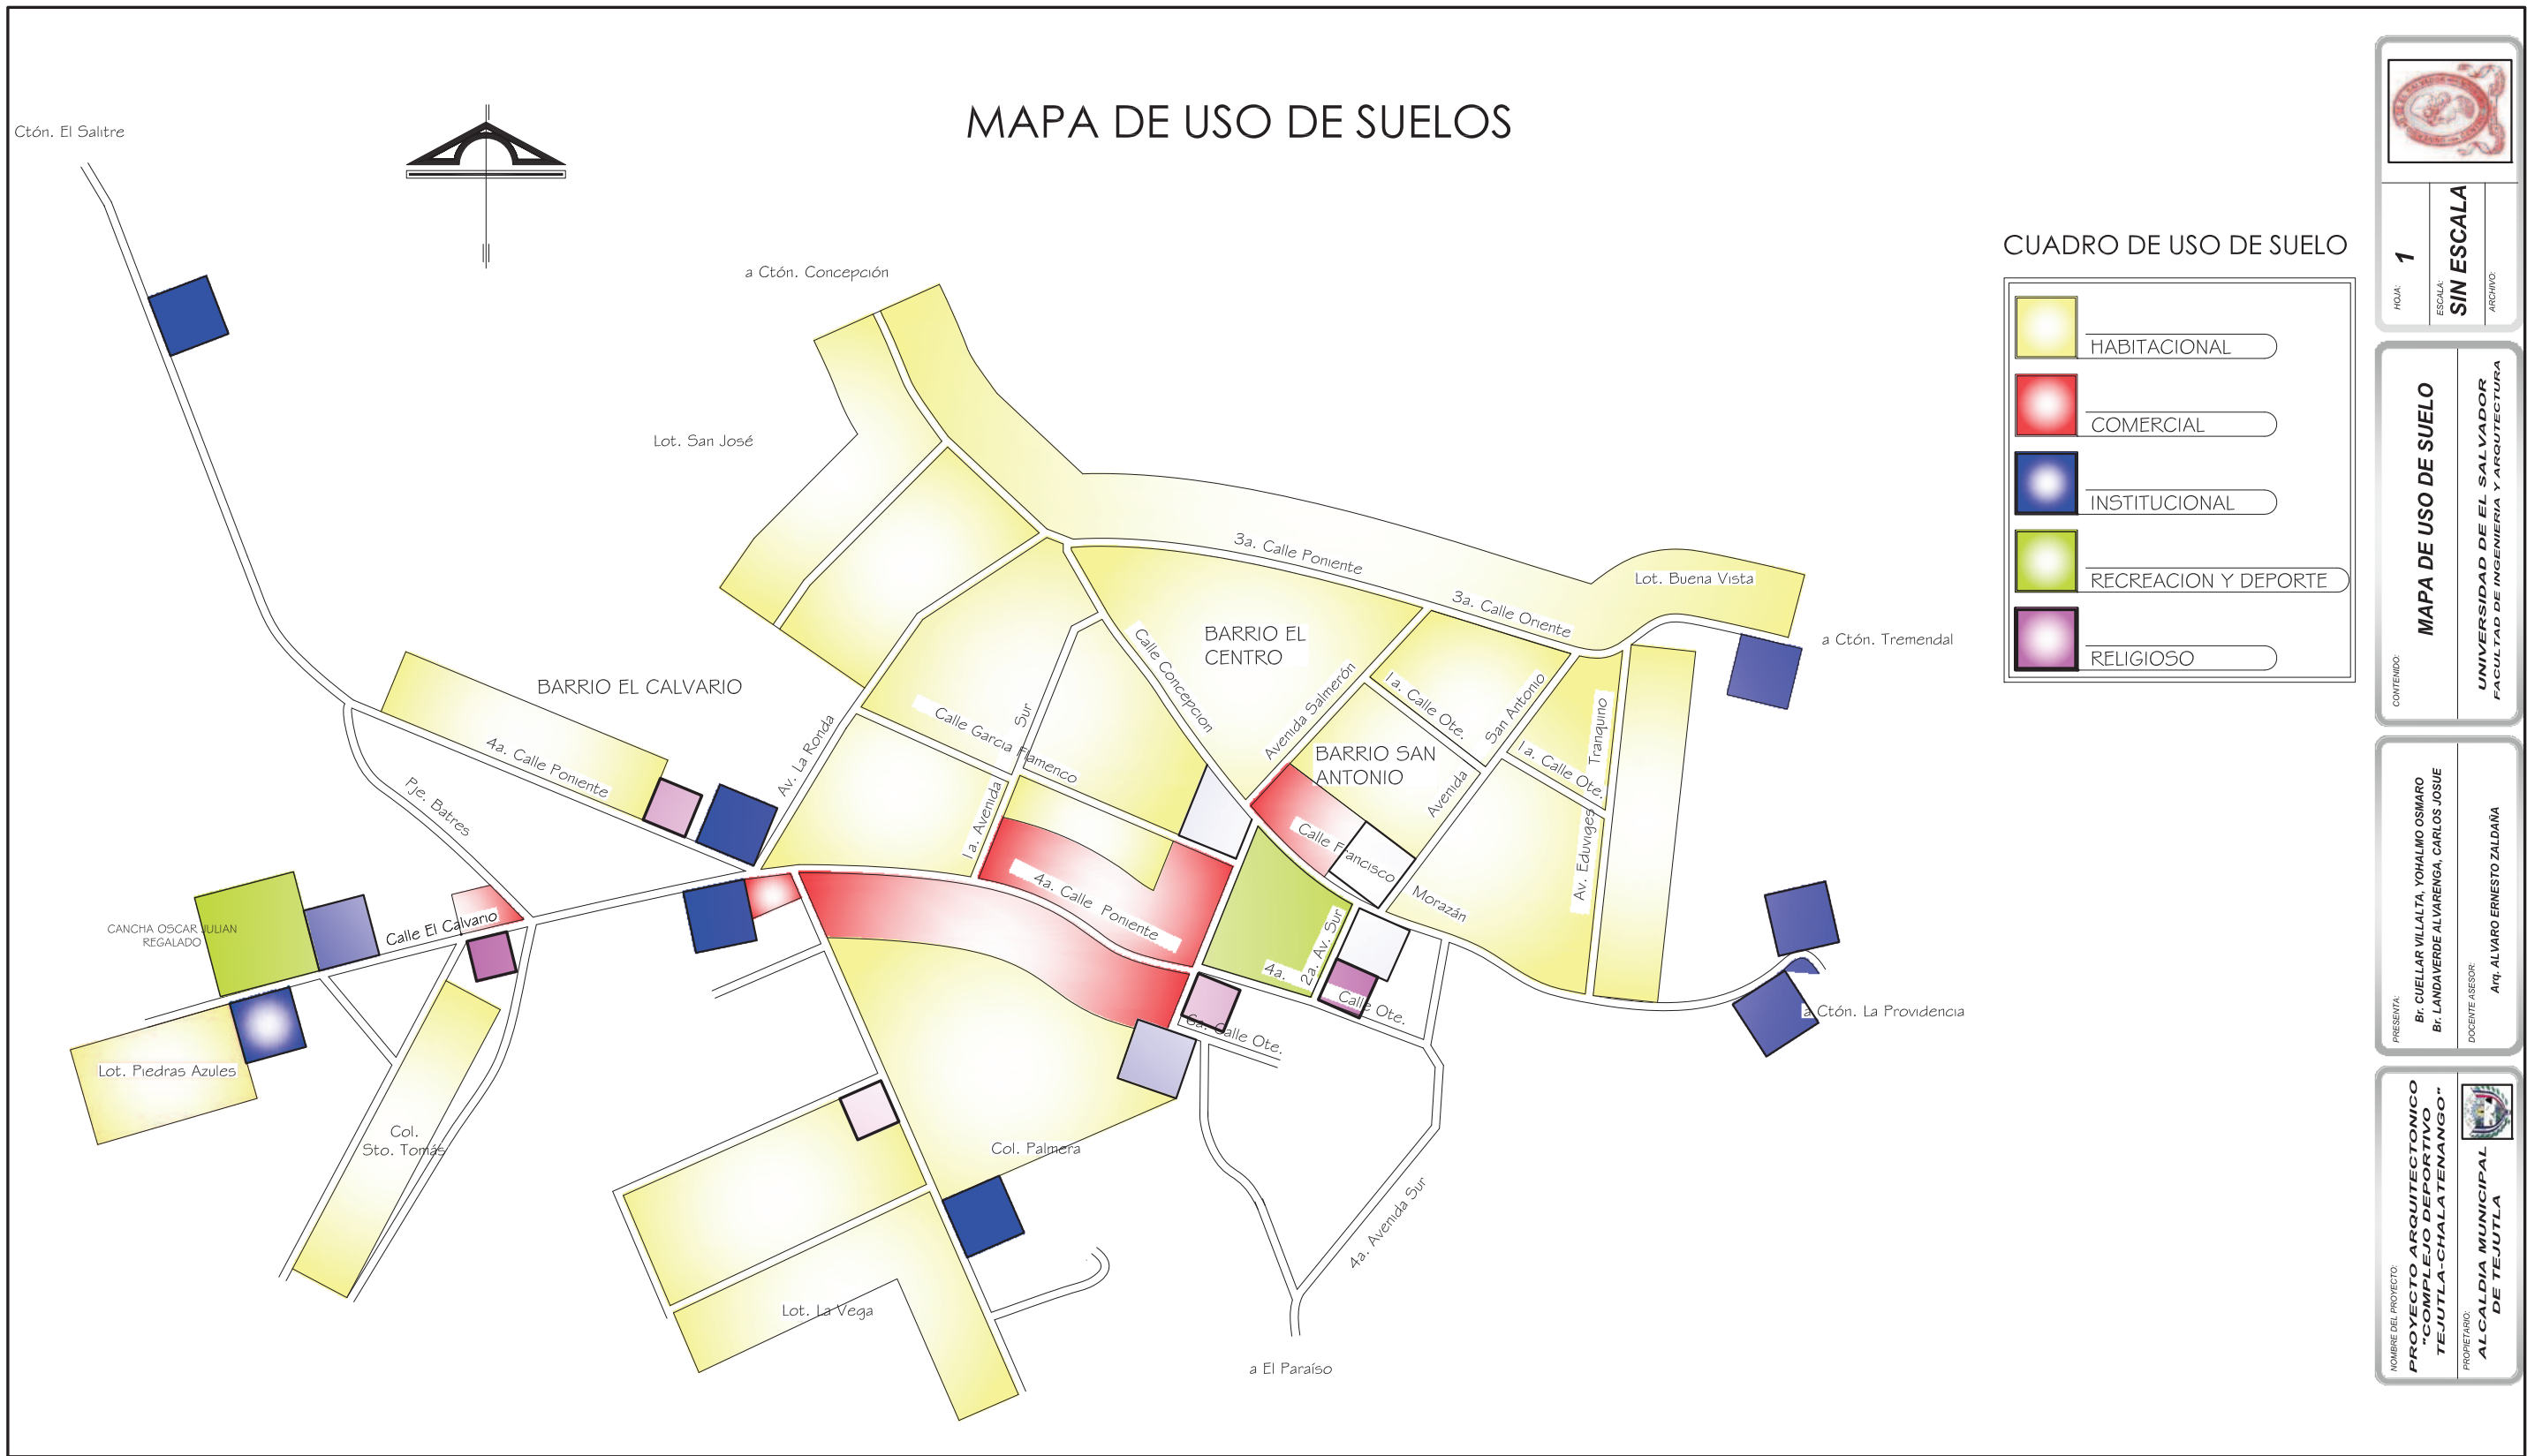 MAPA DE USO DE SUELOS
Ctón. El Salitre
a Ctón. Concepción
Lot. San José
3a. Calle Poniente
Lot. Buena Vista
3a. Calle Oriente
a Ctón. Tremendal
BARRIO EL
CENTRO
Calle Concepcion
Avenida Salmerón
1a. Calle Ote.
San Antonio
Avenida
Tranquino
Av. Eduviges
1a. Calle Ote.
BARRIO SAN
ANTONIO
BARRIO EL CALVARIO
4a. Calle Poniente
Av. La Ronda
Calle Garcia Flamenco
Sur
1a. Avenida
Pje. Batres
4a. Calle Poniente
Calle Francisco
Morazán
CANCHA OSCAR JULIAN
REGALADO
Calle El Calvario
2a. Av. Sur
4a.
Calle Ote.
6a. Calle Ote.
a Ctón. La Providencia
Lot. Piedras Azules
Col.
Sto. Tomás
Col. Palmera
4a. Avenida Sur
Lot. La Vega
a El Paraíso
CUADRO DE USO DE SUELO
HABITACIONAL
COMERCIAL
INSTITUCIONAL
RECREACION Y DEPORTE
RELIGIOSO
HOJA:
1
ESCALA:
SIN ESCALA
ARCHIVO:
CONTENIDO:
MAPA DE USO DE SUELO
UNIVERSIDAD DE EL SALVADOR
FACULTAD DE INGENIERIA Y ARQUTECTURA
PRESENTA:
Br. CUELLAR VILLALTA, YOHALMO OSMARO
Br. LANDAVERDE ALVARENGA, CARLOS JOSUE
DOCENTE ASESOR:
Arq. ALVARO ERNESTO ZALDAÑA
NOMBRE DEL PROYECTO:
PROYECTO ARQUITECTONICO
"COMPLEJO DEPORTIVO
TEJUTLA-CHALATENANGO"
PROPIETARIO:
ALCALDIA MUNICIPAL
DE TEJUTLA